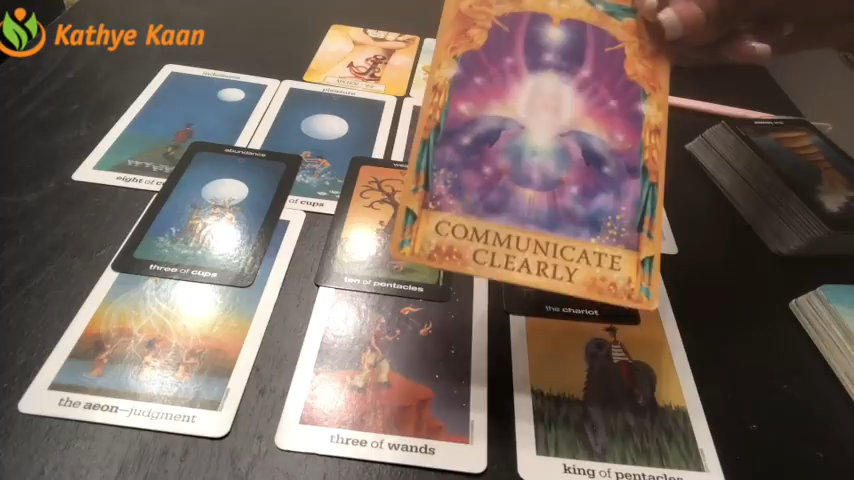 Kathye Kaan
COMMUNICATE
CLEARLY
eight of
of cups
abundance
three of cups
ten of pentacles
the chariot
the aeon—judgment
three of wands
king of pentacles